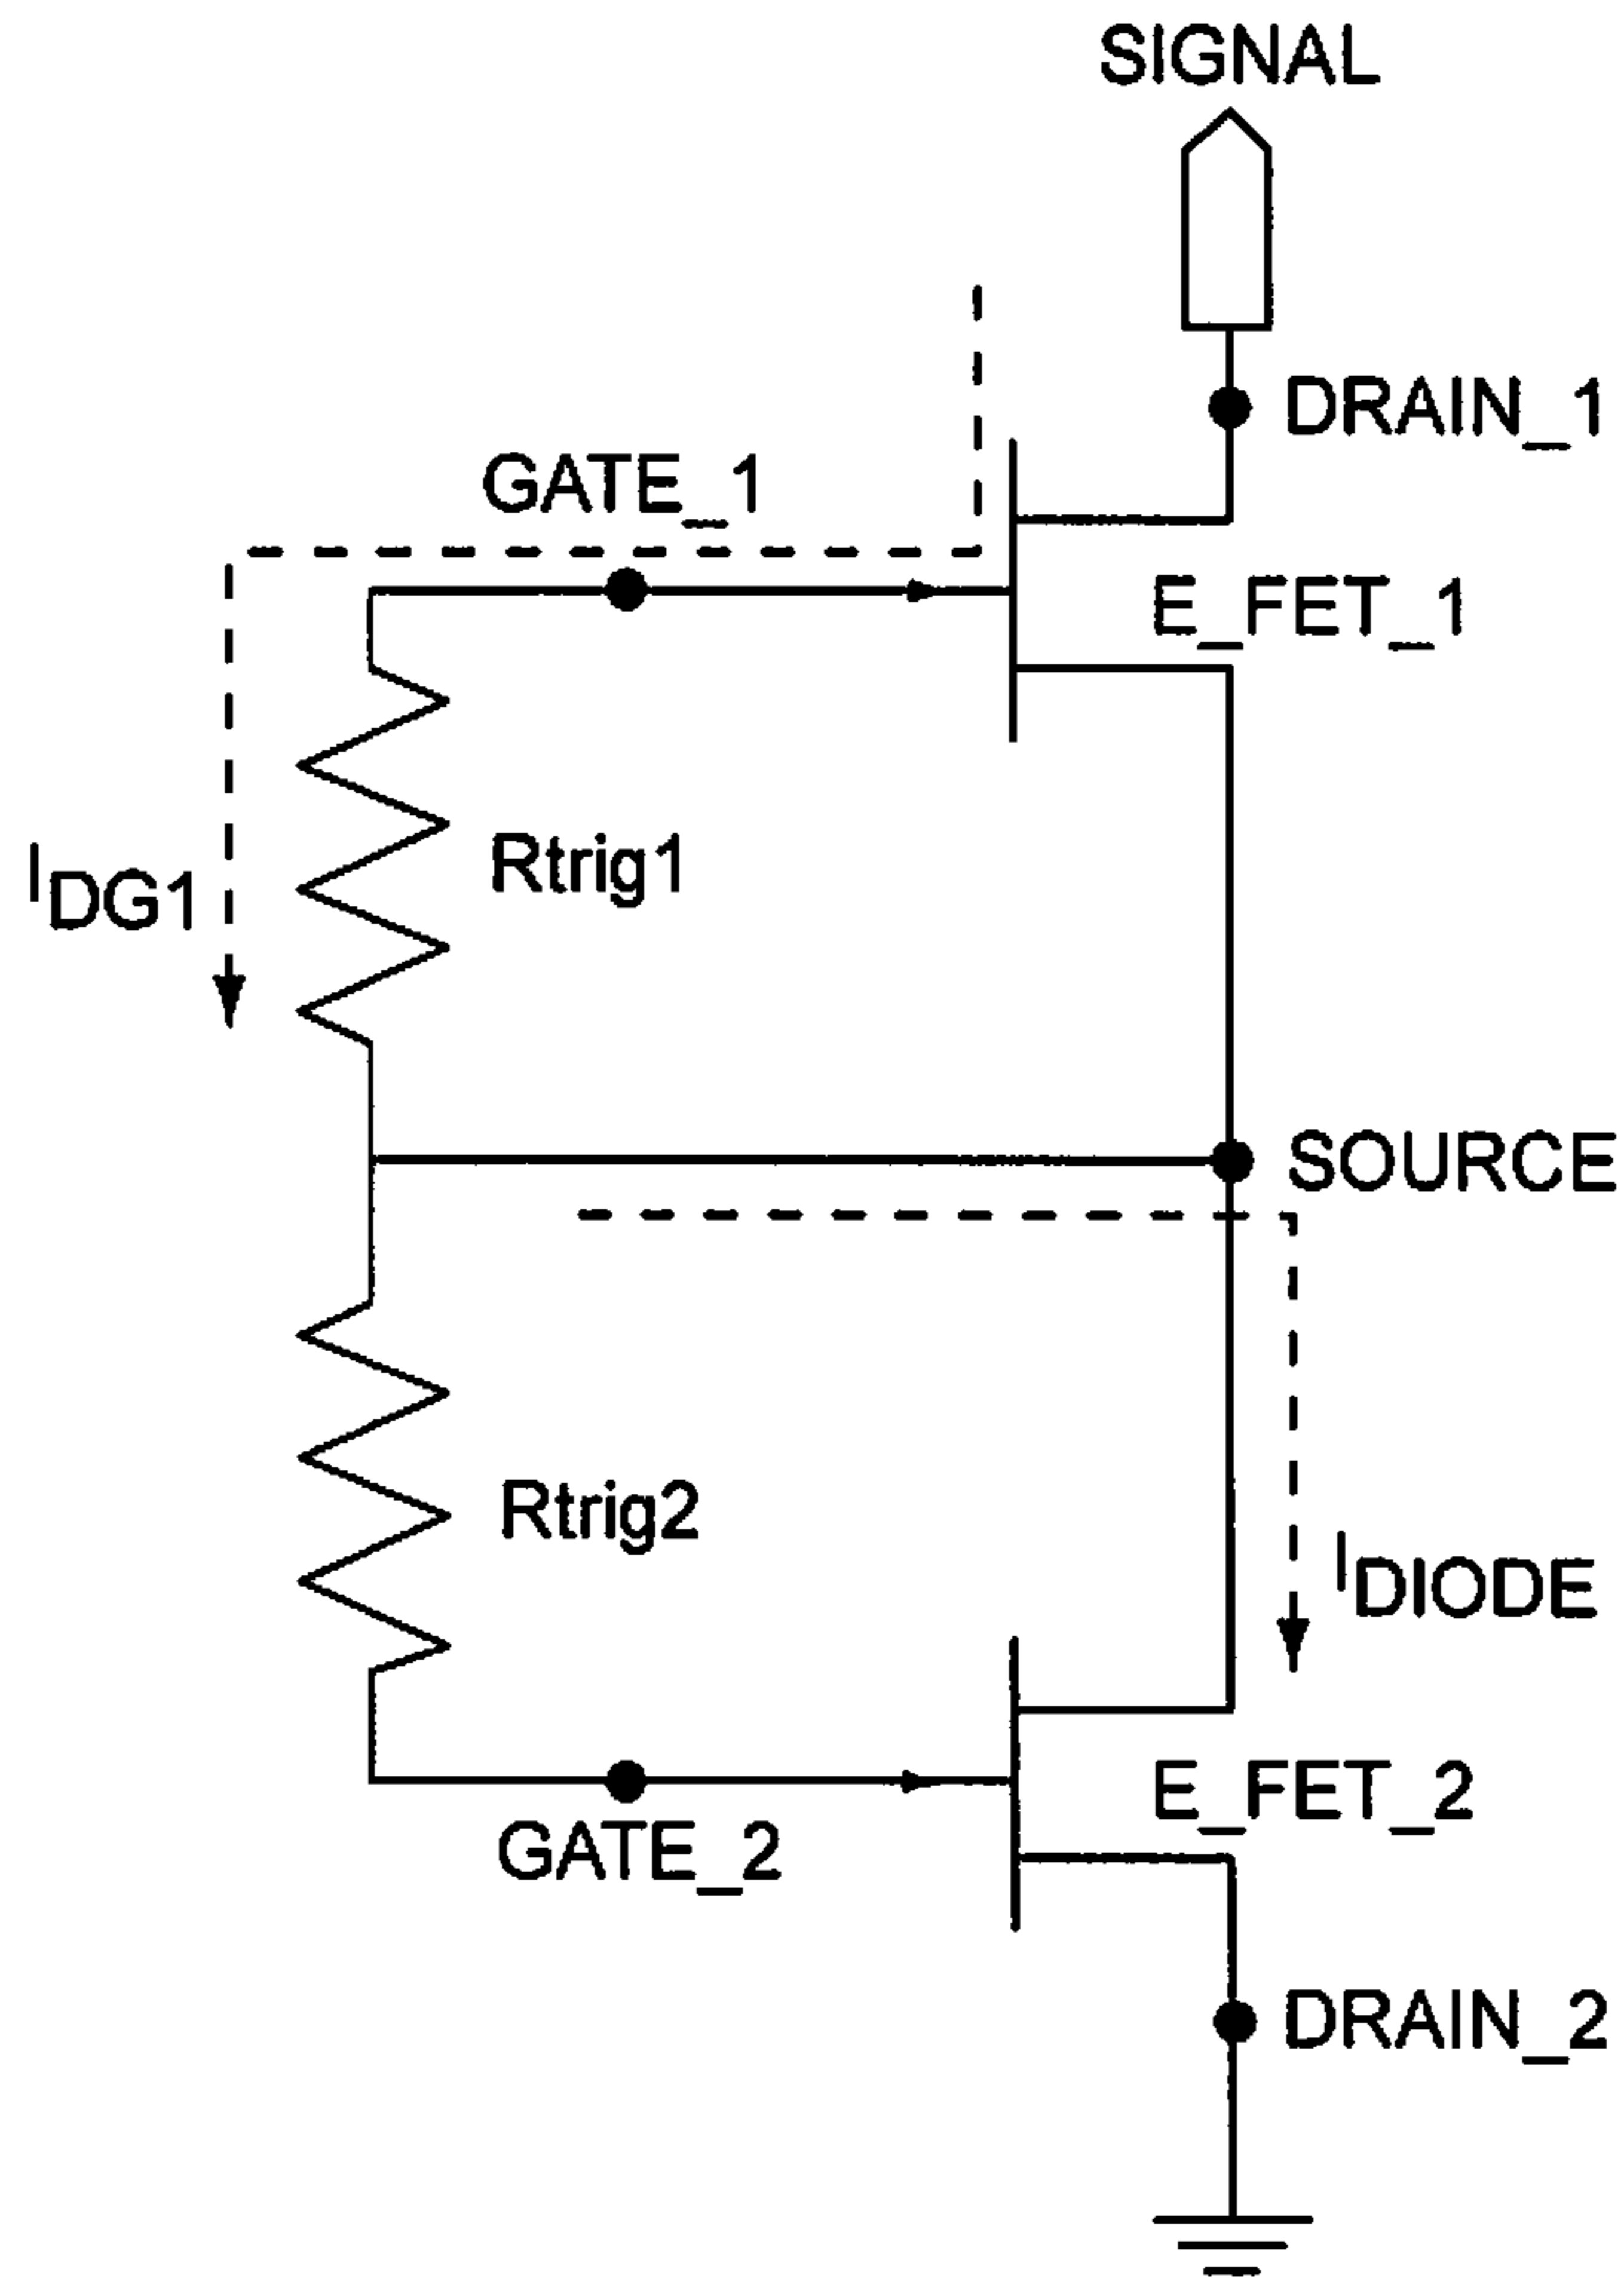 SIGNAL
DRAIN_1
GATE_1
E_FET_1
Rtrig1
IDG1
SOURCE
Rtrig2
IDIODE
E_FET_2
GATE_2
DRAIN_2